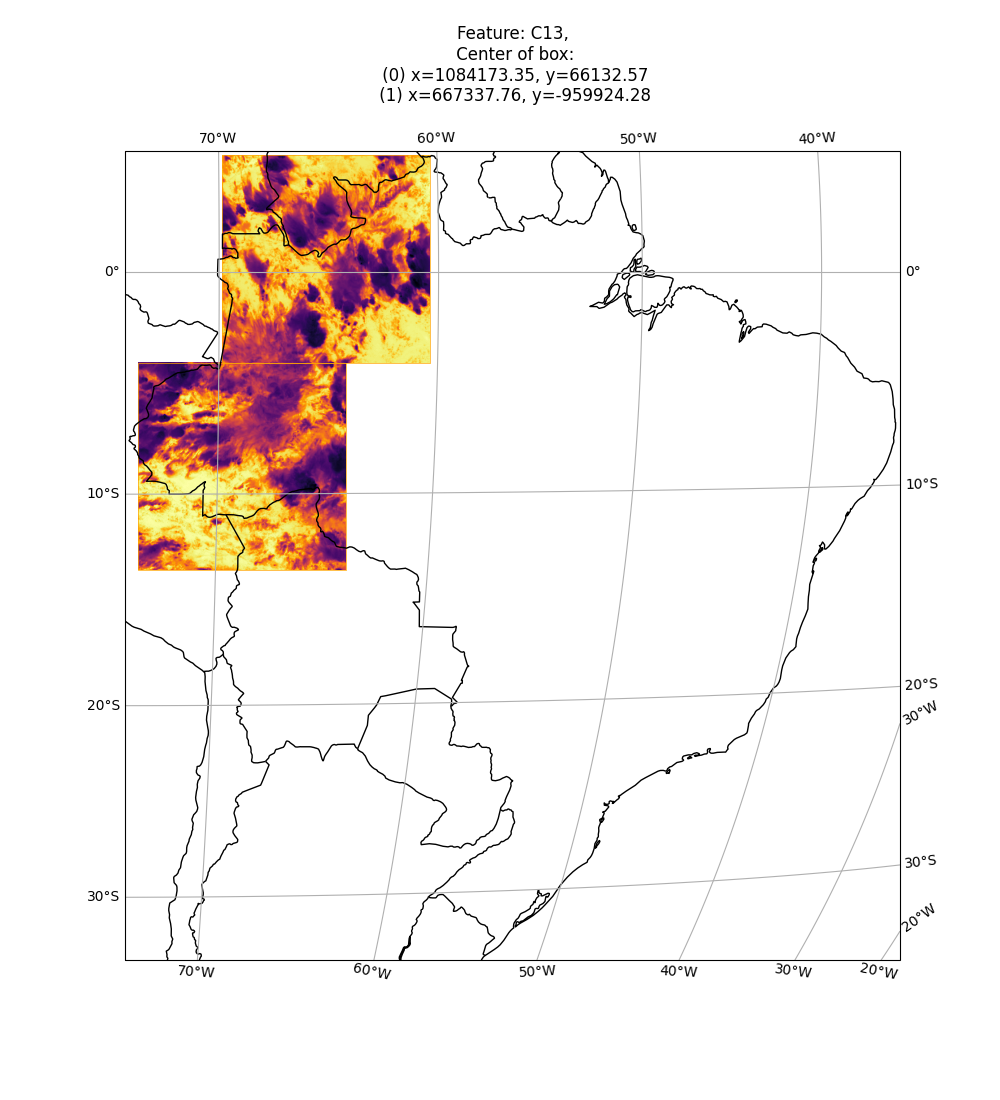 Feature: C13,
Center of box:
(0) x=1084173.35, y=66132.57
(1) x=667337.76, y=-959924.28
70°W 60°W 50°W 40°W
0° 0°
10°S 10°S
20°S 20°S
30°W
30°S 30°S
20°W
70°W 60°W 50°W 40°W 30°W 20°W